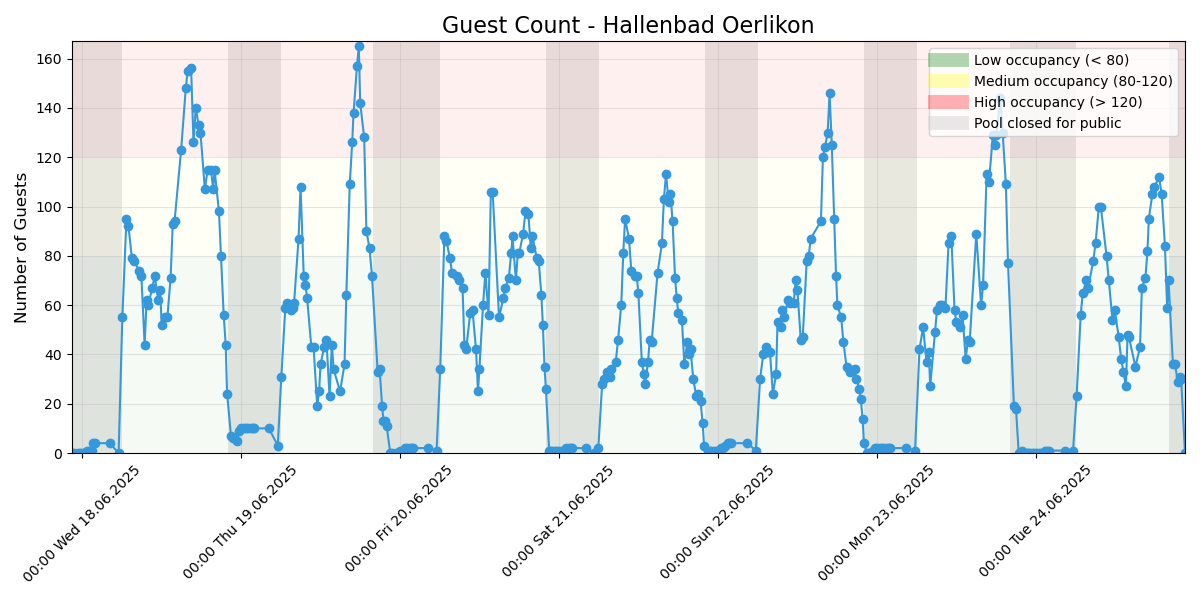 Guest Count - Hallenbad Oerlikon
Number of Guests
160
140
120
100
80
60
40
20
0
Low occupancy (< 80)
Medium occupancy (80-120)
High occupancy (> 120)
Pool closed for public
00:00 Wed 18.06.2025
00:00 Thu 19.06.2025
00:00 Fri 20.06.2025
00:00 Sat 21.06.2025
00:00 Sun 22.06.2025
00:00 Mon 23.06.2025
00:00 Tue 24.06.2025